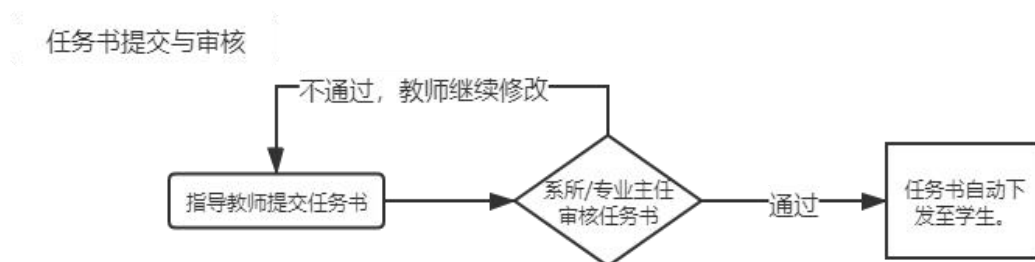 任务书提交与审核
不通过，教师继续修改
指导教师提交任务书
系所/专业主任
审核任务书
通过
任务书自动下
发至学生。